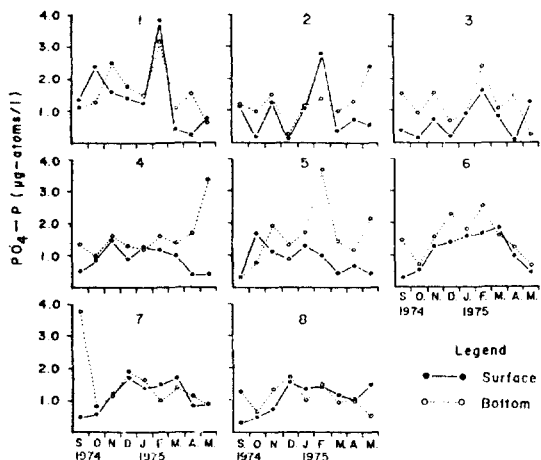 1 2 3
4.0
3.0
2.0
1.0
4 5 6
4.0
3.0
2.0
1.0
PO4-P (μg-atoms/l)
S. O. N. D. J. F. M. A. M.
1974 1975
7 8
4.0
3.0
2.0
1.0
Legend
Surface
Bottom
S. O. N. D. J. F. M. A. M.
1974 1975
S. O. N. D. J. F. M. A. M.
1974 1975